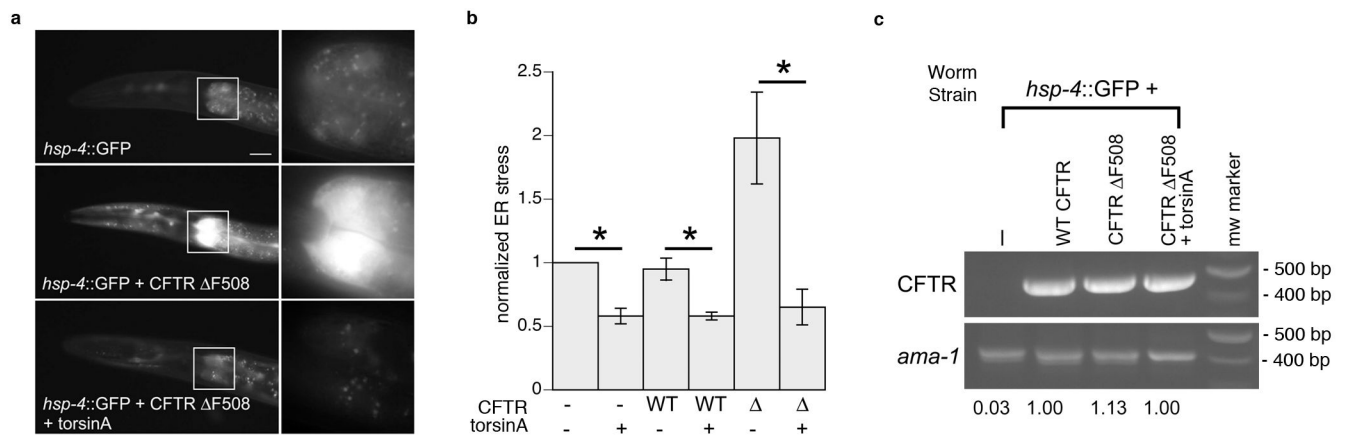 a
hsp-4::GFP
hsp-4::GFP + CFTR ΔF508
hsp-4::GFP + CFTR ΔF508
+ torsinA
b
normalized ER stress
2.5
2
1.5
1
0.5
0
*
*
*
CFTR - - WT WT Δ Δ
torsinA - + - + - +
c
Worm
Strain
hsp-4::GFP +
–
WT CFTR
CFTR ΔF508
CFTR ΔF508
+ torsinA
mw marker
CFTR
- 500 bp
- 400 bp
ama-1
- 500 bp
- 400 bp
0.03 1.00 1.13 1.00